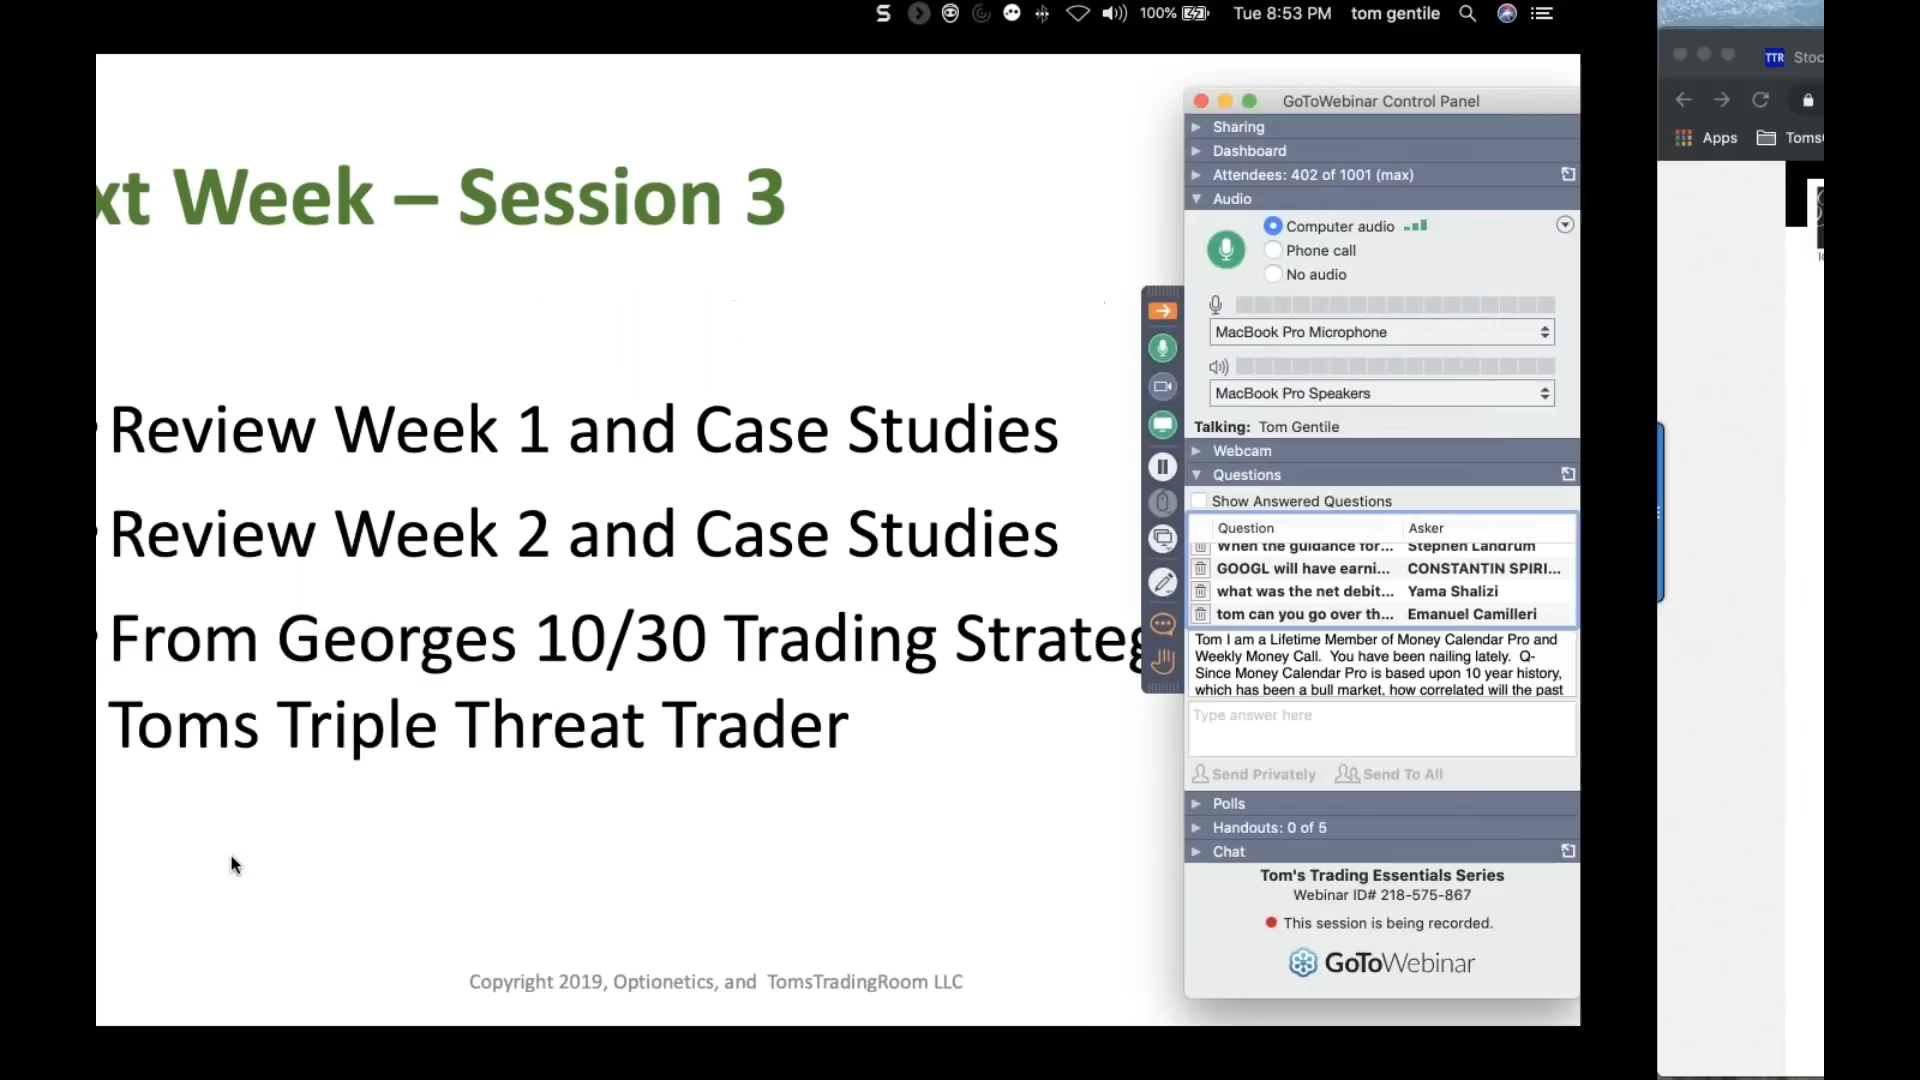 S
100%
Tue 8:53 PM
tom gentile
xt Week – Session 3
Review Week 1 and Case Studies
Review Week 2 and Case Studies
From Georges 10/30 Trading Strateg
Toms Triple Threat Trader
Copyright 2019, Optionetics, and TomsTradingRoom LLC
GoToWebinar Control Panel
Sharing
Dashboard
Attendees: 402 of 1001 (max)
Audio
Computer audio
Phone call
No audio
MacBook Pro Microphone
MacBook Pro Speakers
Talking: Tom Gentile
Webcam
Questions
Show Answered Questions
Question Asker
When the guidance for... Stephen Landrum
GOOGL will have earni... CONSTANTIN SPIRI...
what was the net debit... Yama Shalizi
tom can you go over th... Emanuel Camilleri
Tom I am a Lifetime Member of Money Calendar Pro and
Weekly Money Call. You have been nailing lately. Q-
Since Money Calendar Pro is based upon 10 year history,
which has been a bull market, how correlated will the past
Type answer here
Send Privately Send To All
Polls
Handouts: 0 of 5
Chat
Tom's Trading Essentials Series
Webinar ID# 218-575-867
This session is being recorded.
GoToWebinar
TTR Stoc
Apps Toms